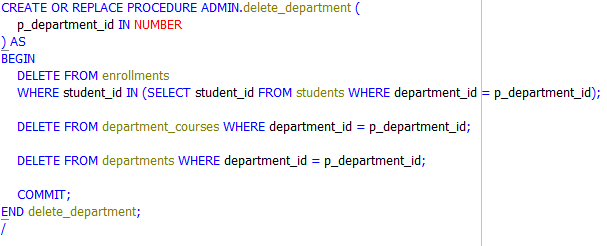 CREATE OR REPLACE PROCEDURE ADMIN.delete_department (
p_department_id IN NUMBER
) AS
BEGIN
DELETE FROM enrollments
WHERE student_id IN (SELECT student_id FROM students WHERE department_id = p_department_id);
DELETE FROM department_courses WHERE department_id = p_department_id;
DELETE FROM departments WHERE department_id = p_department_id;
COMMIT;
END delete_department;
/